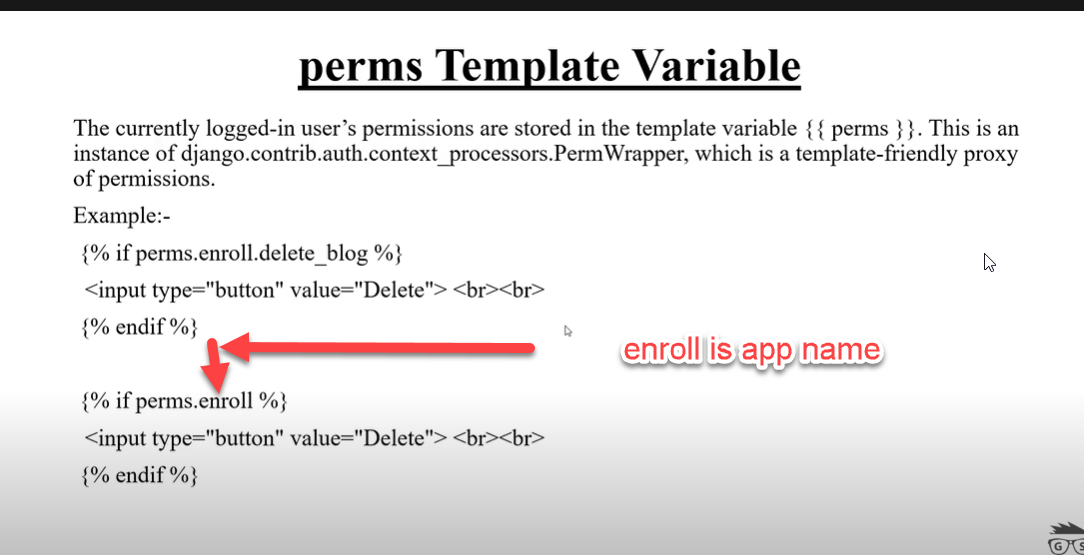 perms Template Variable
The currently logged-in user’s permissions are stored in the template variable {{ perms }}. This is an
instance of django.contrib.auth.context_processors.PermWrapper, which is a template-friendly proxy
of permissions.
Example:-
{% if perms.enroll.delete_blog %}
<input type="button" value="Delete"> <br><br>
{% endif %}
enroll is app name
{% if perms.enroll %}
<input type="button" value="Delete"> <br><br>
{% endif %}
G S